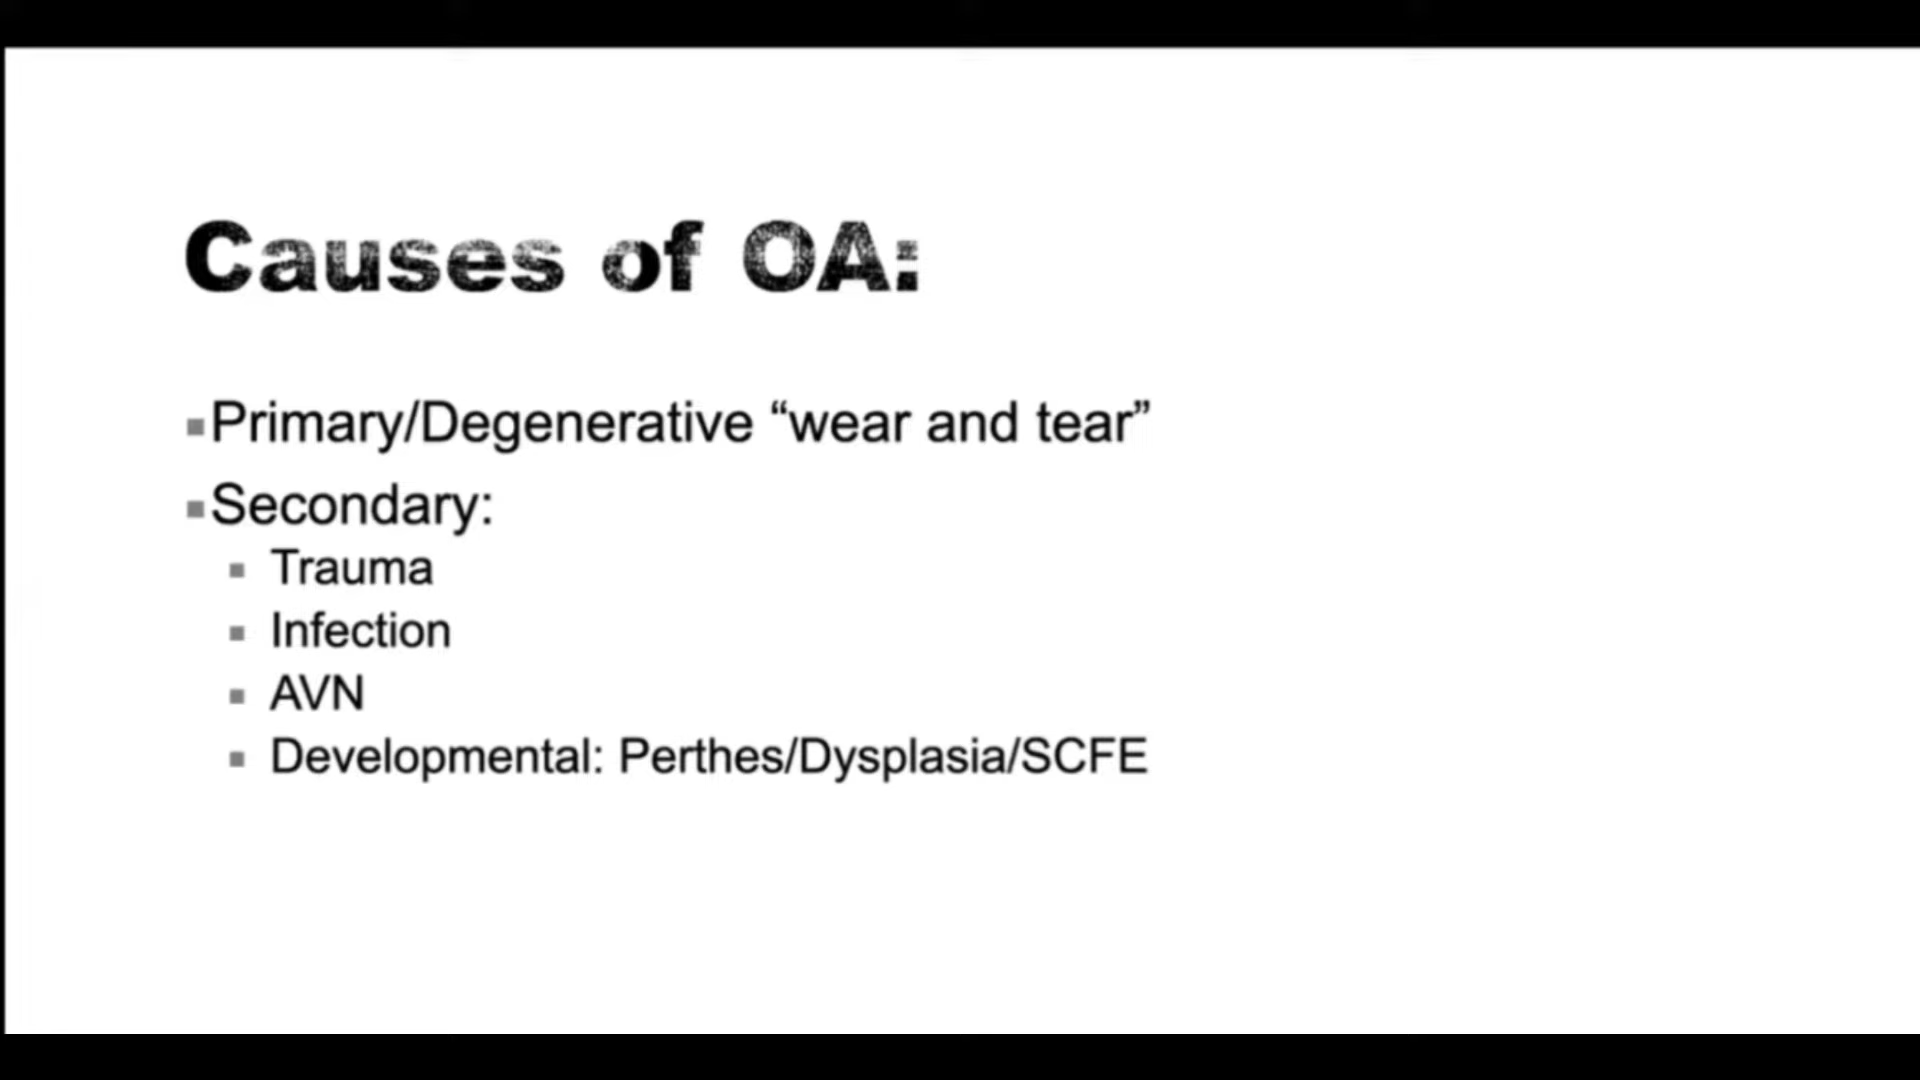 Causes of OA:
Primary/Degenerative “wear and tear”
Secondary:
Trauma
Infection
AVN
Developmental: Perthes/Dysplasia/SCFE